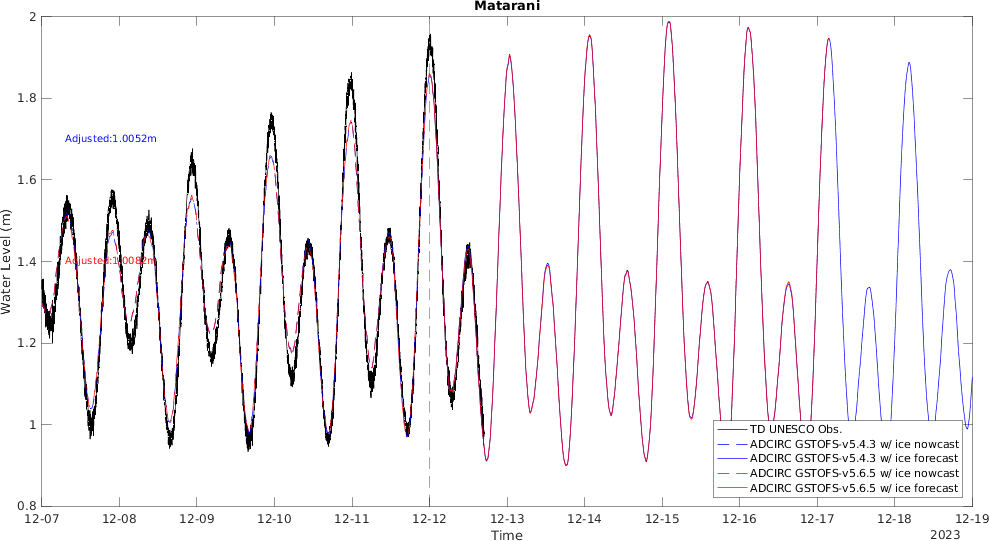 Matarani
2
1.8
1.6
1.4
1.2
1
0.8
Water Level (m)
Adjusted:1.0052m
Adjusted:1.0082m
TD UNESCO Obs.
ADCIRC GSTOFS-v5.4.3 w/ ice nowcast
ADCIRC GSTOFS-v5.4.3 w/ ice forecast
ADCIRC GSTOFS-v5.6.5 w/ ice nowcast
ADCIRC GSTOFS-v5.6.5 w/ ice forecast
12-07 12-08 12-09 12-10 12-11 12-12 12-13 12-14 12-15 12-16 12-17 12-18 12-19
Time
2023